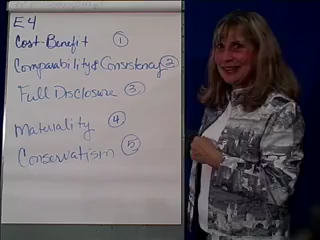 E4
Cost-Benefit 1
Comparability & Consistency 2
Full Disclosure 3
Materiality 4
Conservatism 5